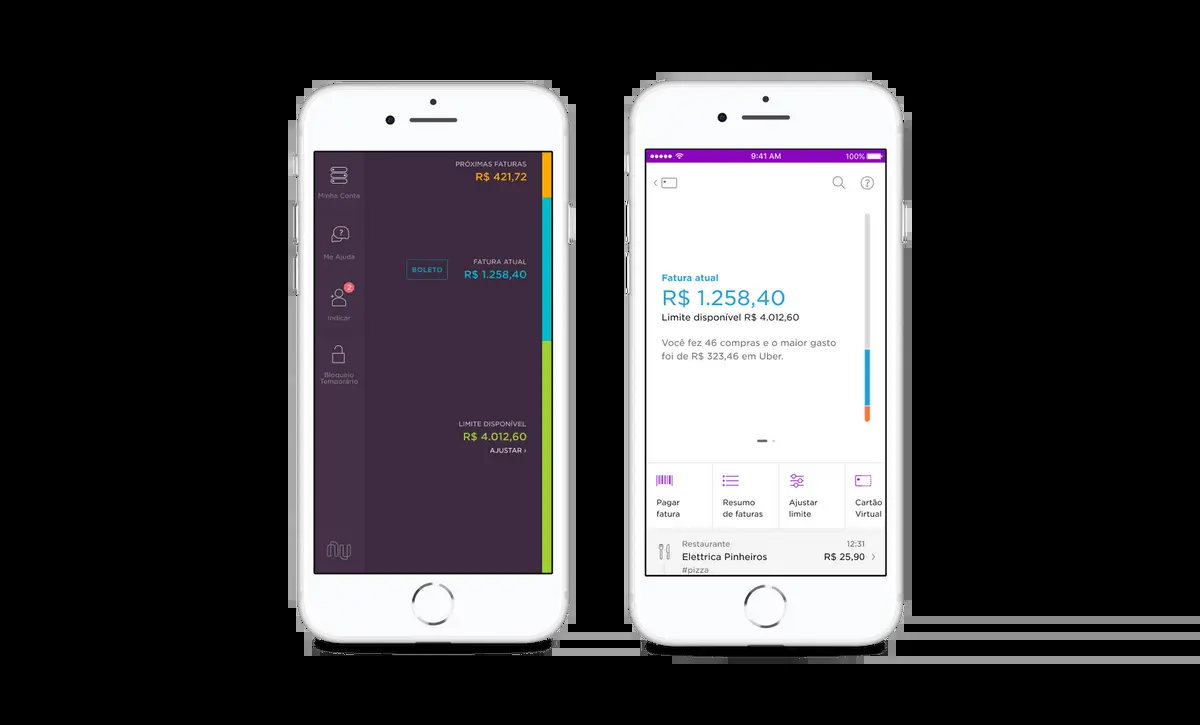 Minha Conta
Me Ajuda
2
Indicar
Bloqueio
Temporário
nu
PRÓXIMAS FATURAS
R$ 421,72
BOLETO
FATURA ATUAL
R$ 1.258,40
LIMITE DISPONÍVEL
R$ 4.012,60
AJUSTAR ›
9:41 AM
100%
Fatura atual
R$ 1.258,40
Limite disponível R$ 4.012,60
Você fez 46 compras e o maior gasto
foi de R$ 323,46 em Uber.
Pagar
fatura
Resumo
de faturas
Ajustar
limite
Cartão
Virtual
Restaurante
12:31
Elettrica Pinheiros
R$ 25,90
#pizza